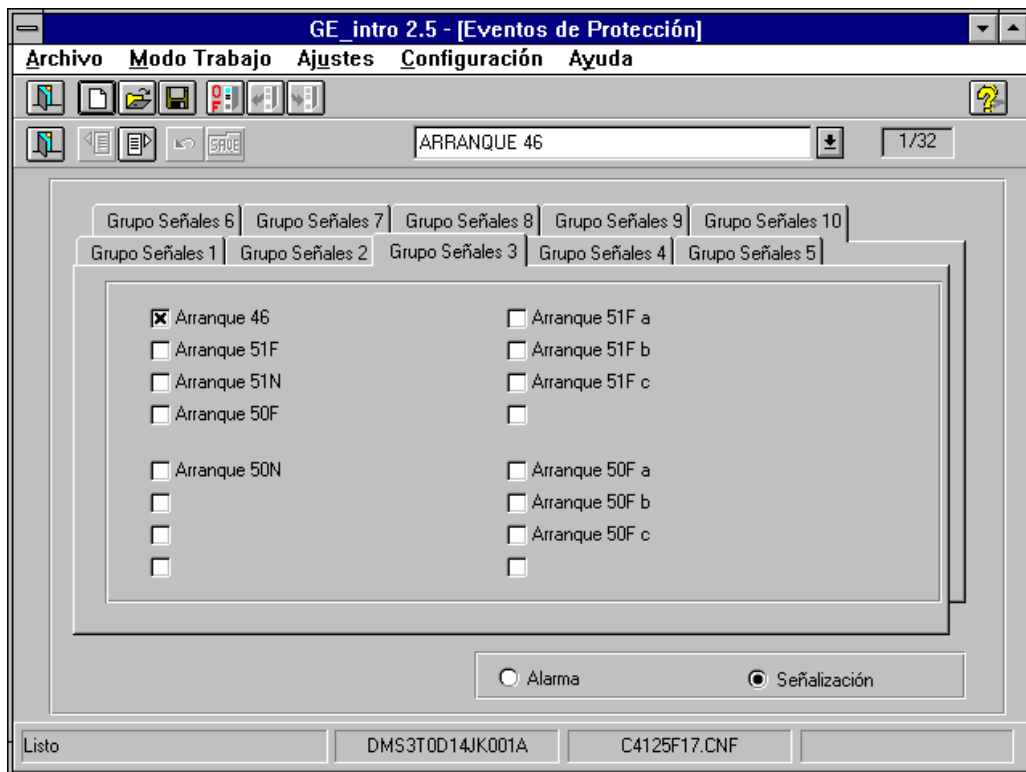 GE_intro 2.5 - [Eventos de Protección]
Archivo Modo Trabajo Ajustes Configuración Ayuda
SAVE ARRANQUE 46 1/32
Grupo Señales 6 Grupo Señales 7 Grupo Señales 8 Grupo Señales 9 Grupo Señales 10
Grupo Señales 1 Grupo Señales 2 Grupo Señales 3 Grupo Señales 4 Grupo Señales 5
Arranque 46 Arranque 51F a
Arranque 51F Arranque 51F b
Arranque 51N Arranque 51F c
Arranque 50F
Arranque 50N Arranque 50F a
Arranque 50F b
Arranque 50F c
Alarma Señalización
Listo DMS3T0D14JK001A C4125F17.CNF